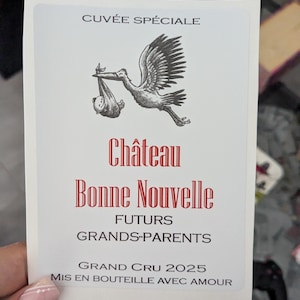 CUVÉE SPÉCIALE
Château
Bonne Nouvelle
FUTURS
GRANDS-PARENTS
GRAND CRU 2025
MIS EN BOUTEILLE AVEC AMOUR